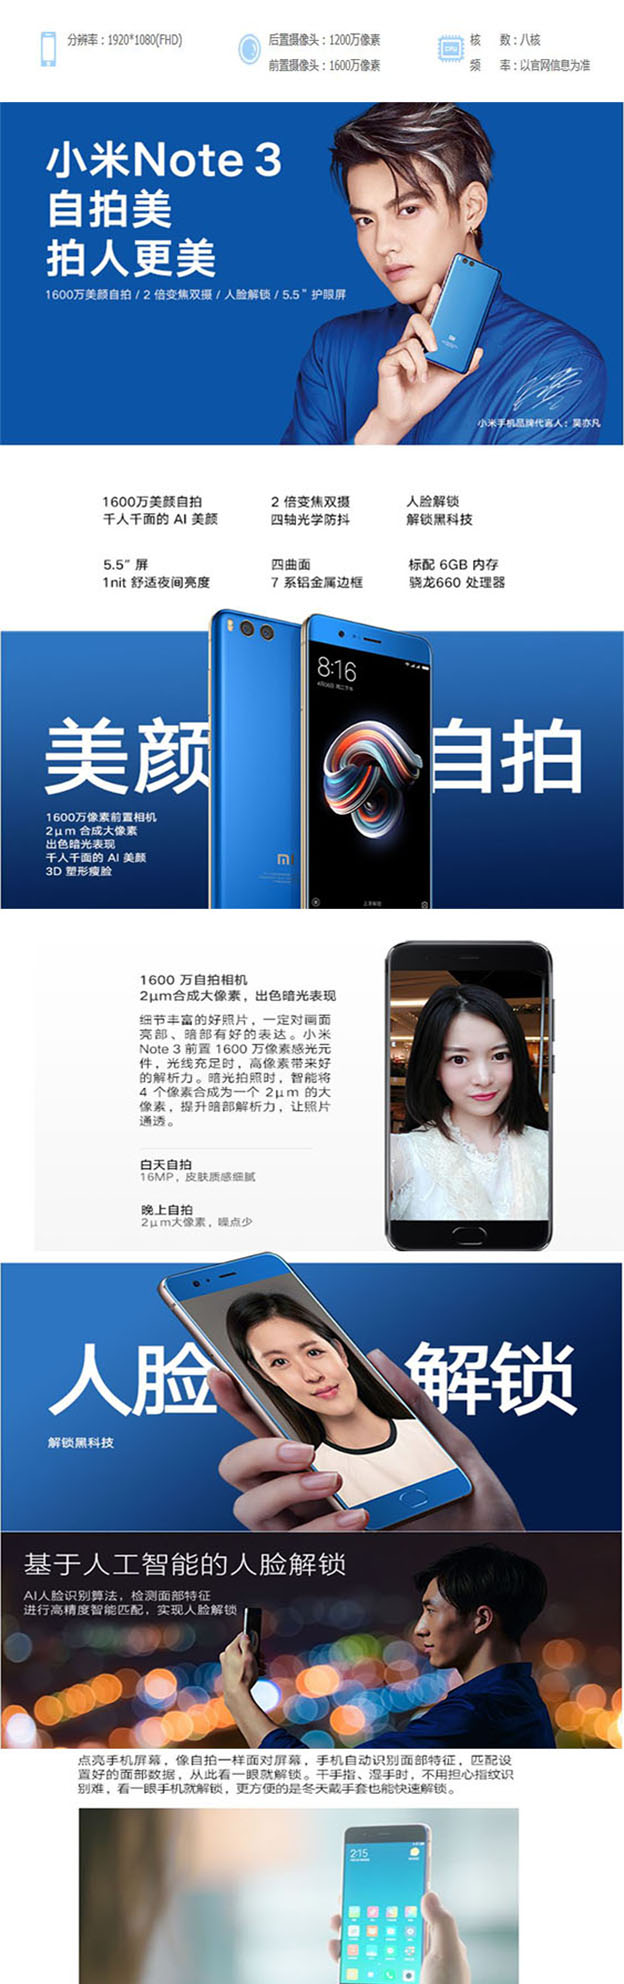 分辨率：1920*1080(FHD)
后置摄像头：1200万像素
前置摄像头：1600万像素
核 数：八核
频 率：以官网信息为准
CPU
小米Note 3
自拍美
拍人更美
1600万美颜自拍 / 2 倍变焦双摄 / 人脸解锁 / 5.5" 护眼屏
小米手机品牌代言人：吴亦凡
1600万美颜自拍
千人千面的 AI 美颜
2 倍变焦双摄
四轴光学防抖
人脸解锁
解锁黑科技
5.5" 屏
1nit 舒适夜间亮度
四曲面
7 系铝金属边框
标配 6GB 内存
骁龙660 处理器
8:16
美颜自拍
1600万像素前置相机
2μm 合成大像素
出色暗光表现
千人千面的 AI 美颜
3D 塑形瘦脸
1600 万自拍相机
2μm合成大像素，出色暗光表现
细节丰富的好照片，一定对画面
亮部、暗部有好的表达。小米
Note 3 前置 1600 万像素感光元
件，光线充足时，高像素带来好
的解析力。暗光拍照时，智能将
4 个像素合成为一个 2μm 的大
像素，提升暗部解析力，让照片
通透。
白天自拍
16MP，皮肤质感细腻
晚上自拍
2μm大像素，噪点少
人脸解锁
解锁黑科技
基于人工智能的人脸解锁
AI人脸识别算法，检测面部特征
进行高精度智能匹配，实现人脸解锁
点亮手机屏幕，像自拍一样面对屏幕，手机自动识别面部特征，匹配设
置好的面部数据，从此看一眼就解锁。干手指、湿手时，不用担心指纹识
别难，看一眼手机就解锁，更方便的是冬天戴手套也能快速解锁。
2:15